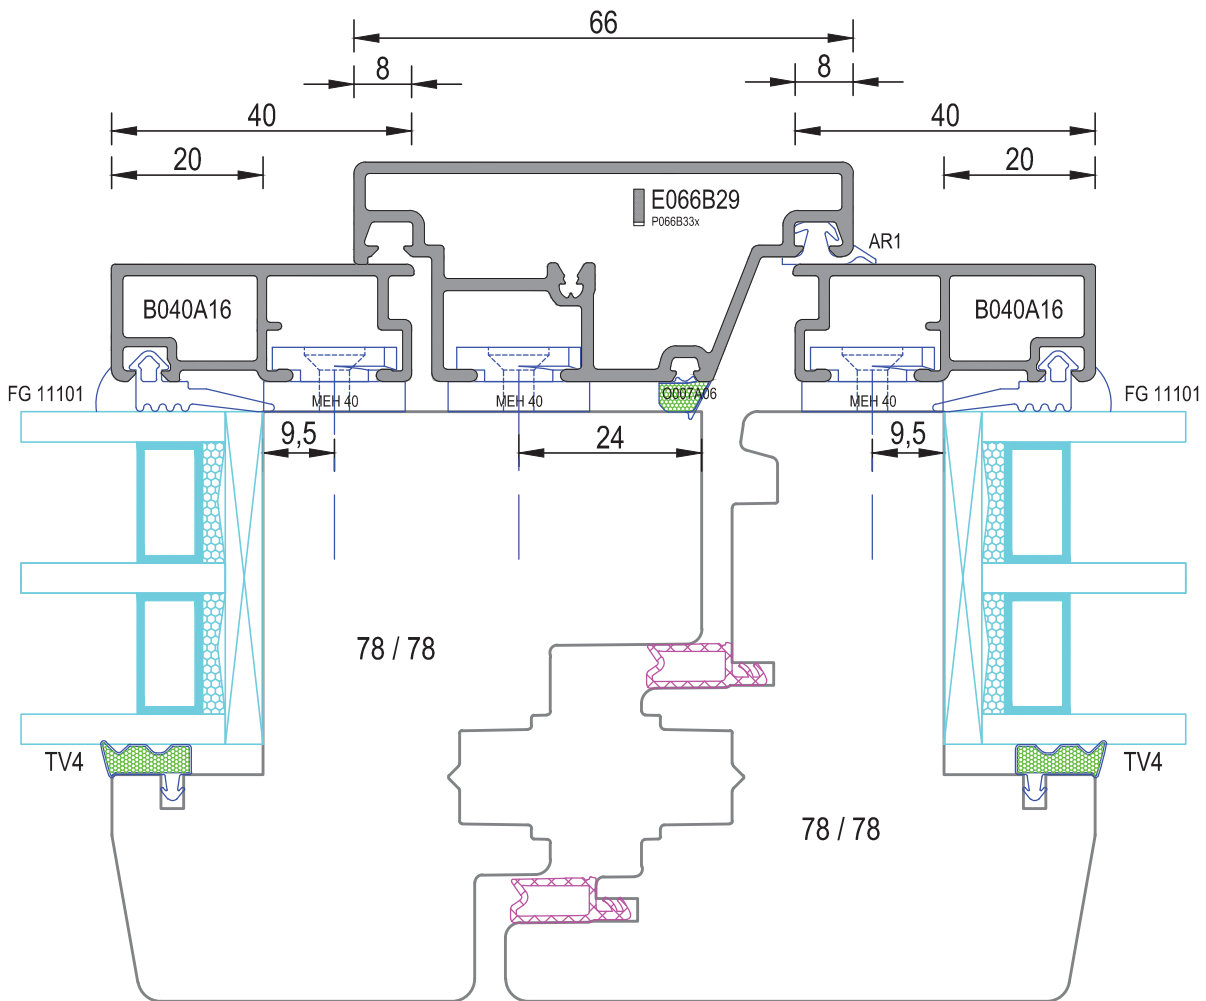 66
8
8
40
40
20
20
E066B29
P066B33x
AR1
B040A16
B040A16
FG 11101
MEH 40
MEH 40
O007A06
MEH 40
FG 11101
9,5
24
9,5
78 / 78
TV4
TV4
78 / 78